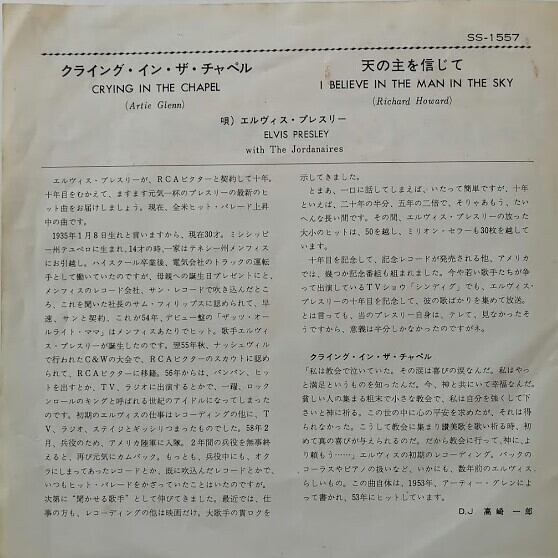 SS-1557
クライング・イン・ザ・チャペル
CRYING IN THE CHAPEL
(Artie Glenn)
天の主を信じて
I BELIEVE IN THE MAN IN THE SKY
(Richard Howard)
唄）エルヴィス・プレスリー
ELVIS PRESLEY
with The Jordanaires
エルヴィス・プレスリーが、RCAビクターと契約して十年。
十年目をむかえて、ますます元気一杯のプレスリーの最新のヒ
ット曲をお届けしましょう。現在、全米ヒット・パレード上昇
中の曲です。
1935年1月8日生れと言いますから、現在30才。ミシシッピ
ー州テュペロに生まれ、14才の時、一家はテネシー州メンフィス
にお引越し。ハイスクール卒業後、電気会社のトラックの運転
手として働いていたのですが、母親への誕生日プレゼントにと、
メンフィスのレコード会社、サン・レコードで吹き込んだとこ
ろ、これを聞いた社長のサム・フィリップスに認められて、早
速、サンと契約、これが54年、デビュー盤の「ザッツ・オー
ルライト・ママ」はメンフィスあたりでヒット。歌手エルヴィ
ス・プレスリーが誕生したのです。翌55年秋、ナッシュヴィル
で行われたC&Wの大会で、RCAビクターのスカウトに認めら
れて、RCAビクターに移籍。56年からは、バンバン、ヒッ
トを出すとか、TV、ラジオに出演するとかで、一躍、ロック
ンロールのキングと呼ばれる世紀のアイドルになってしまった
のです。初期のエルヴィスの仕事はレコーディングの他に、T
V、ラジオ、ステイジとギッシリつまったものでした。58年2
月、兵役のため、アメリカ陸軍に入隊。2年間の兵役を無事終
えると、再び元気にカムバック。もっとも、兵役中にも、オク
ラにしまってあったレコードとか、既に吹込んだレコードとかで、
いつもヒット・パレードをかざっていたことはいたのですが。
次第に“聞かせる歌手”として伸びてきました。最近では、仕
事の方も、レコーディングの他は映画だけ。大歌手の貫ロクを
示してきました。
とまあ、一口に話してしまえば、いたって簡単ですが、十年
といえば、二十年の半分、五年の二倍で、そりゃあもう、たい
へんな長い間です。その間、エルヴィス・プレスリーの放った
大小のヒットは、50を越し、ミリオン・セラーも30枚を越して
います。
十年目を記念して、記念レコードが発売される他、アメリカ
では、幾つか記念番組も組まれました。今や若い歌手たちが争
って出演しているTVショウ「シンディグ」でも、エルヴィス・
プレスリーの十年目を記念して、彼の歌ばかりを集めて放送。
とは言っても、当のプレスリー自身は、テレて、見なかったそ
うですから、意義は半分しかなかったのですがネ。
クライング・イン・ザ・チャペル
「私は教会で泣いていた。その涙は喜びの涙なんだ。私はやっ
と満足というものを知ったんだ。今、神と共にいて幸福なんだ。
貧しい人の集まる粗末で小さな教会で、私は自分を強くして下
さいと神に祈る。この世の中に心の平安を求めたが、それは得
られなかった。こうして教会に集まり讃美歌を歌い祈る時、初
めて真の喜びが与えられるのだ。だから教会に行って、神に、よ
り頼もう……」エルヴィスの初期のレコーディング。バックの
コーラスやピアノの扱いなど、いかにも、数年前のエルヴィス
らしいもの。この曲自体は、1953年、アーティー・グレンによ
って書かれ、53年にヒットしています。
D.J 高崎一郎